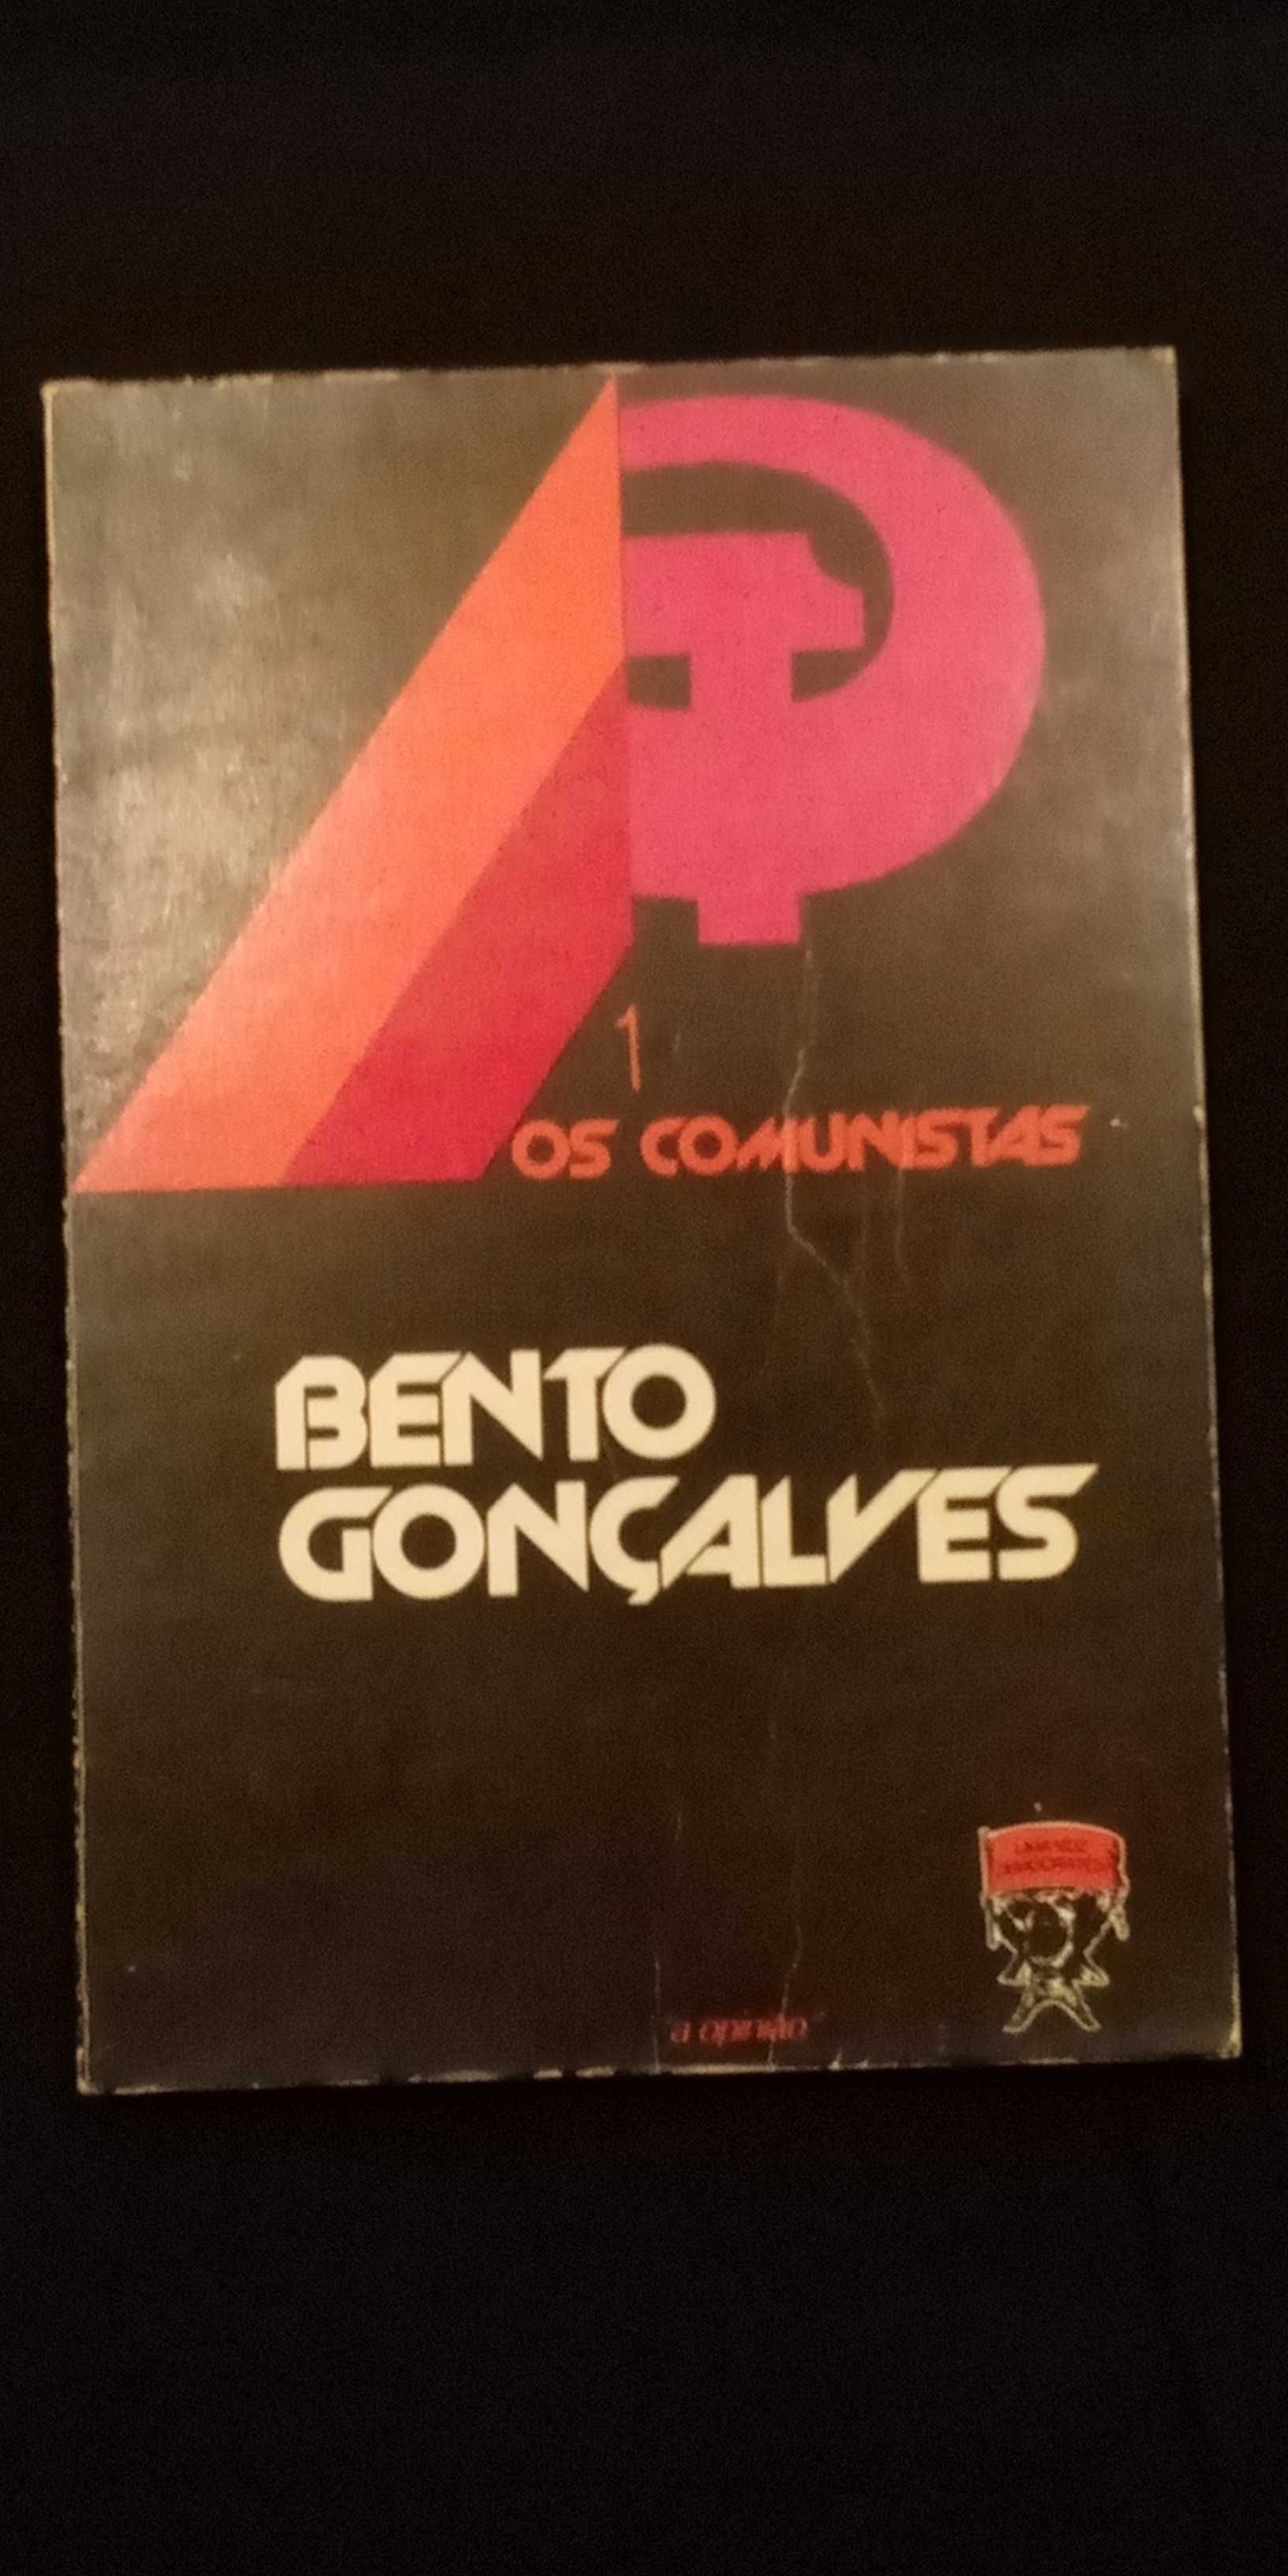 1
OS COMUNISTAS
BENTO
GONÇALVES
"a opinião"